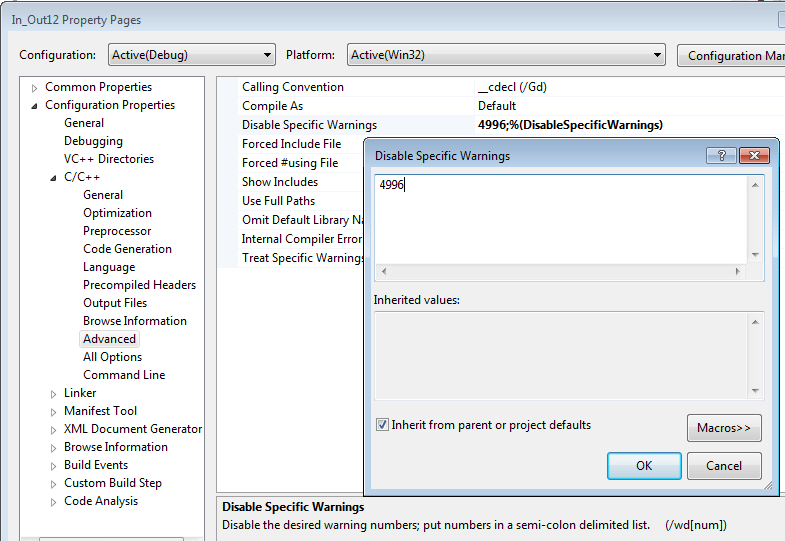 In_Out12 Property Pages
Configuration: Active(Debug) Platform: Active(Win32) Configuration Mar
Common Properties
Configuration Properties
General
Debugging
VC++ Directories
C/C++
General
Optimization
Preprocessor
Code Generation
Language
Precompiled Headers
Output Files
Browse Information
Advanced
All Options
Command Line
Linker
Manifest Tool
XML Document Generator
Browse Information
Build Events
Custom Build Step
Code Analysis
Calling Convention __cdecl (/Gd)
Compile As Default
Disable Specific Warnings 4996;%(DisableSpecificWarnings)
Forced Include File
Forced #using File
Show Includes
Use Full Paths
Omit Default Library Na
Internal Compiler Error
Treat Specific Warnings
Disable Specific Warnings
?
4996
Inherited values:
Inherit from parent or project defaults
Macros>>
OK Cancel
Disable Specific Warnings
Disable the desired warning numbers; put numbers in a semi-colon delimited list. (/wd[num])